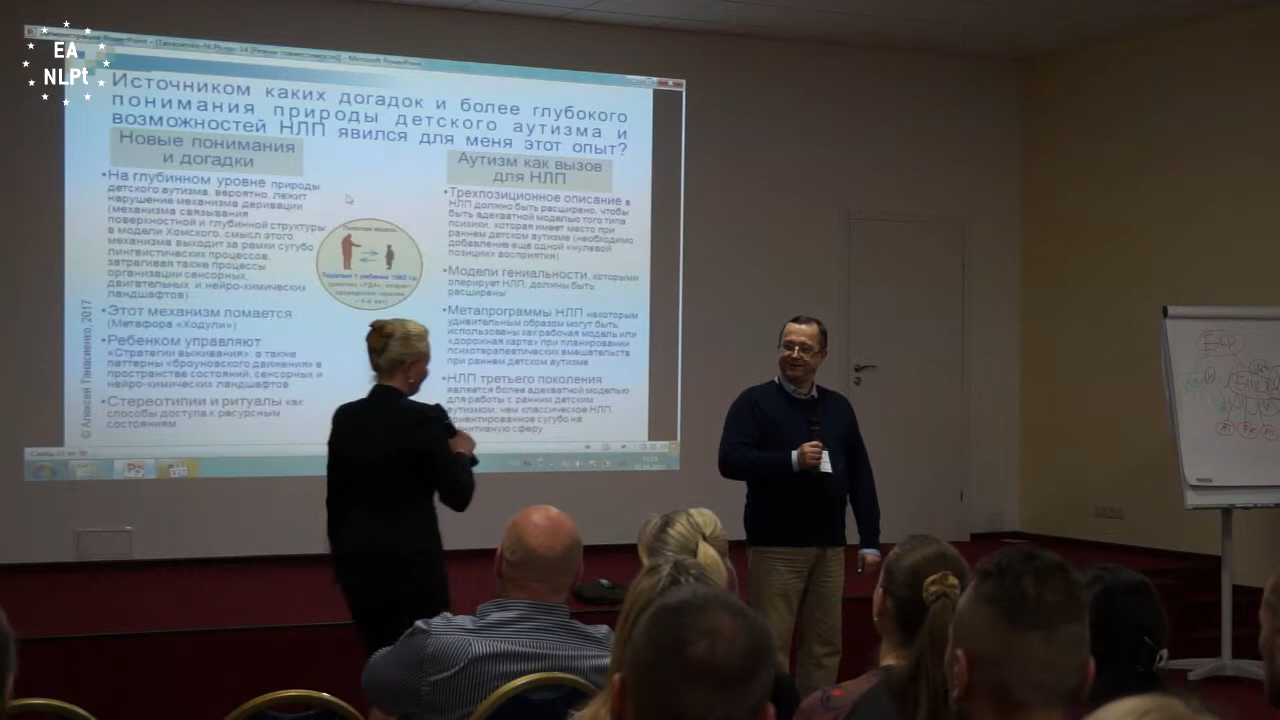 EA
NLPt
Источником каких догадок и более глубокого
понимания природы детского аутизма и
возможностей НЛП явился для меня этот опыт?
Новые понимания
и догадки
• На глубинном уровне природы
детского аутизма, вероятно, лежит
нарушение механизма деривации
(механизма связывания
поверхностной и глубинной структуры
в модели Хомского, смысл этого
механизма выходит за рамки сугубо
лингвистических процессов,
затрагивая также процессы
организации сенсорных,
двигательных и нейро-химических
ландшафтов)
• Этот механизм ломается
(Метафора «Ходули»)
• Ребенком управляют
«Стратегии выживания», а также
паттерны «броуновского движения» в
пространстве состояний, сенсорных и
нейро-химических ландшафтов
• Стереотипии и ритуалы как
способы доступа к ресурсным
состояниям
Аутизм как вызов
для НЛП
• Трехпозиционное описание в
НЛП должно быть расширено, чтобы
быть адекватной моделью того типа
психики, которая имеет место при
раннем детском аутизме (необходимо
добавление еще одной «нулевой
позиции» восприятия)
• Модели гениальности, которыми
оперирует НЛП, должны быть
расширены
• Метапрограммы НЛП некоторым
удивительным образом могут быть
использованы как рабочая модель или
«дорожная карта» при планировании
психотерапевтических вмешательств
при раннем детском аутизме
• НЛП третьего поколения
является более адекватной моделью
для работы с ранним детским
аутизмом, чем классическое НЛП,
ориентированное сугубо на
когнитивную сферу
© Алексей Танасиенко, 2017